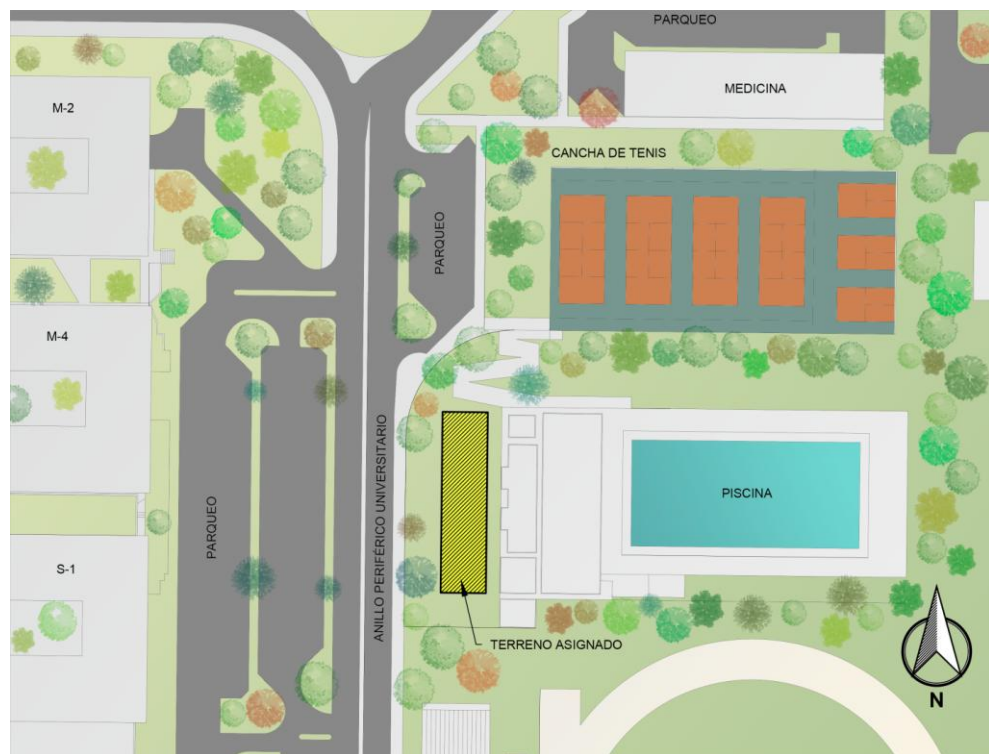 PARQUEO
MEDICINA
M-2
CANCHA DE TENIS
PARQUEO
M-4
ANILLO PERIFÉRICO UNIVERSITARIO
PISCINA
PARQUEO
S-1
TERRENO ASIGNADO
N